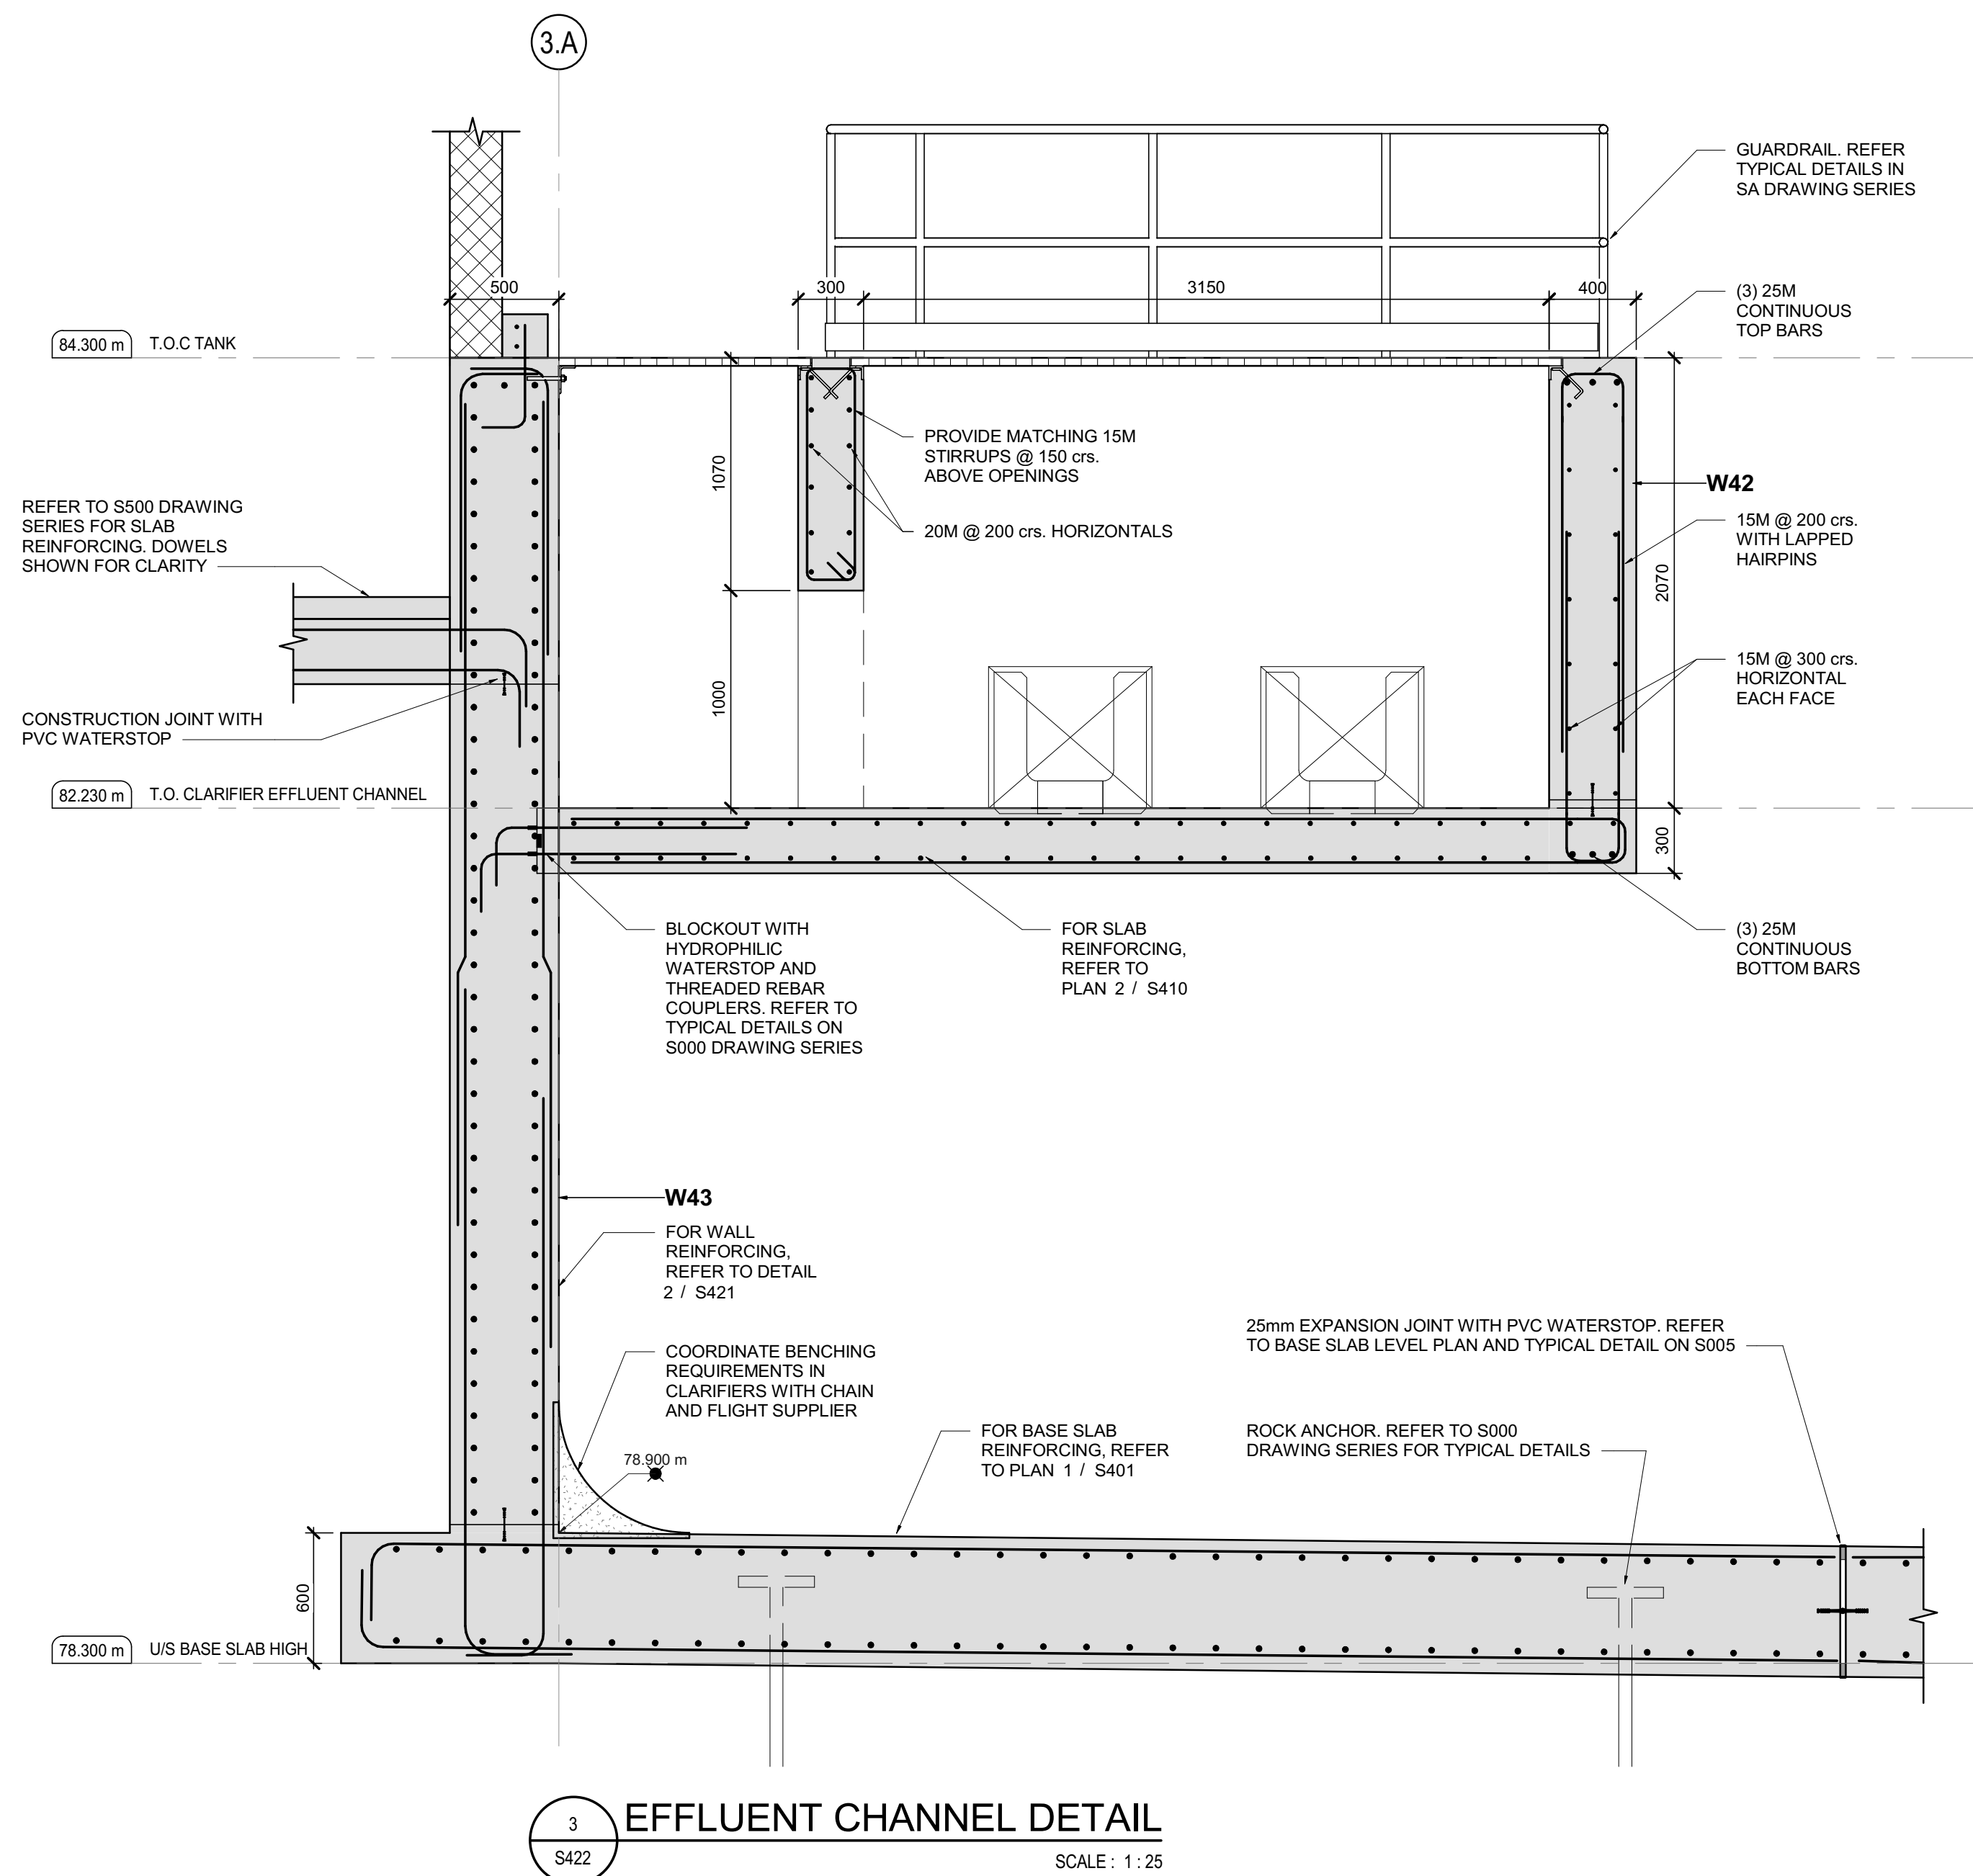 3.A
GUARDRAIL. REFER
TYPICAL DETAILS IN
SA DRAWING SERIES
500
300
3150
400
(3) 25M
CONTINUOUS
TOP BARS
84.300 m
T.O.C TANK
PROVIDE MATCHING 15M
STIRRUPS @ 150 crs.
ABOVE OPENINGS
1070
20M @ 200 crs. HORIZONTALS
W42
15M @ 200 crs.
WITH LAPPED
HAIRPINS
2070
REFER TO S500 DRAWING
SERIES FOR SLAB
REINFORCING. DOWELS
SHOWN FOR CLARITY
15M @ 300 crs.
HORIZONTAL
EACH FACE
1000
CONSTRUCTION JOINT WITH
PVC WATERSTOP
82.230 m
T.O. CLARIFIER EFFLUENT CHANNEL
300
BLOCKOUT WITH
HYDROPHILIC
WATERSTOP AND
THREADED REBAR
COUPLERS. REFER TO
TYPICAL DETAILS ON
S000 DRAWING SERIES
FOR SLAB
REINFORCING,
REFER TO
PLAN 2 / S410
(3) 25M
CONTINUOUS
BOTTOM BARS
W43
FOR WALL
REINFORCING,
REFER TO DETAIL
2 / S421
COORDINATE BENCHING
REQUIREMENTS IN
CLARIFIERS WITH CHAIN
AND FLIGHT SUPPLIER
25mm EXPANSION JOINT WITH PVC WATERSTOP. REFER
TO BASE SLAB LEVEL PLAN AND TYPICAL DETAIL ON S005
78.900 m
FOR BASE SLAB
REINFORCING, REFER
TO PLAN 1 / S401
ROCK ANCHOR. REFER TO S000
DRAWING SERIES FOR TYPICAL DETAILS
600
78.300 m
U/S BASE SLAB HIGH
3
S422
EFFLUENT CHANNEL DETAIL
SCALE : 1 : 25